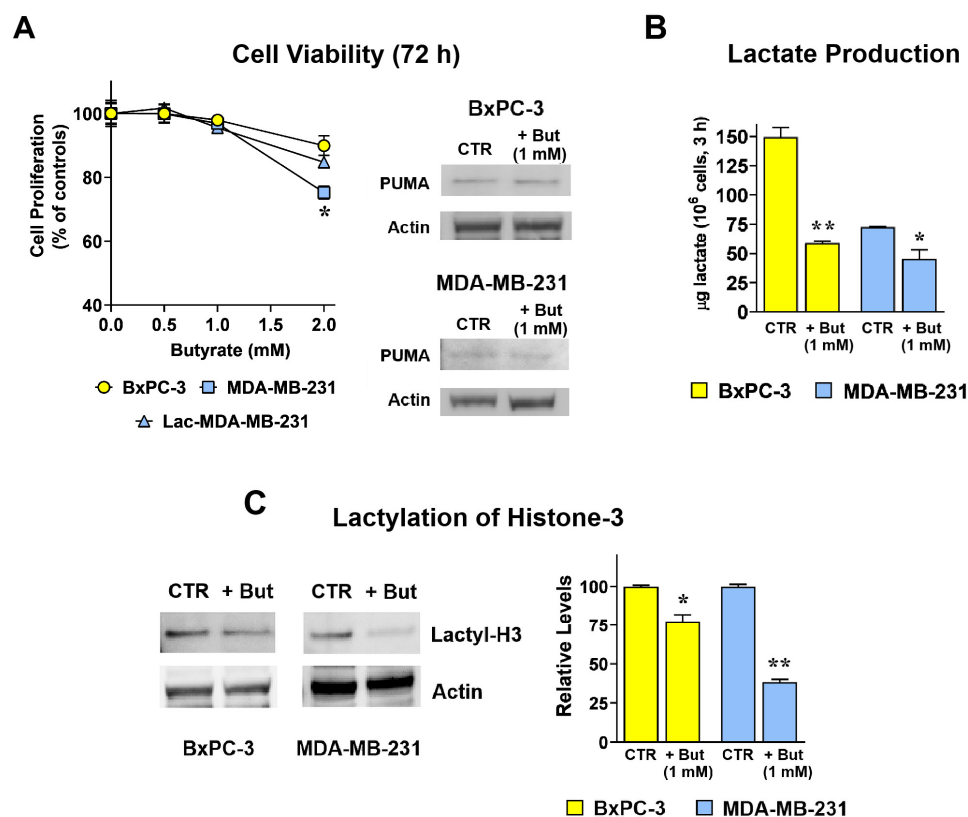 A
Cell Viability (72 h)
Cell Proliferation
(% of controls)
100
80
60
40
0.0 0.5 1.0 1.5 2.0
Butyrate (mM)
*
BxPC-3 MDA-MB-231
Lac-MDA-MB-231
BxPC-3
CTR + But
(1 mM)
PUMA
Actin
MDA-MB-231
CTR + But
(1 mM)
PUMA
Actin
B
Lactate Production
µg lactate (10⁶ cells, 3 h)
150
100
75
50
25
0
**
*
CTR + But CTR + But
(1 mM) (1 mM)
BxPC-3 MDA-MB-231
C
Lactylation of Histone-3
CTR + But CTR + But
Lactyl-H3
Actin
BxPC-3 MDA-MB-231
Relative Levels
100
75
50
25
0
*
**
CTR + But CTR + But
(1 mM) (1 mM)
BxPC-3 MDA-MB-231